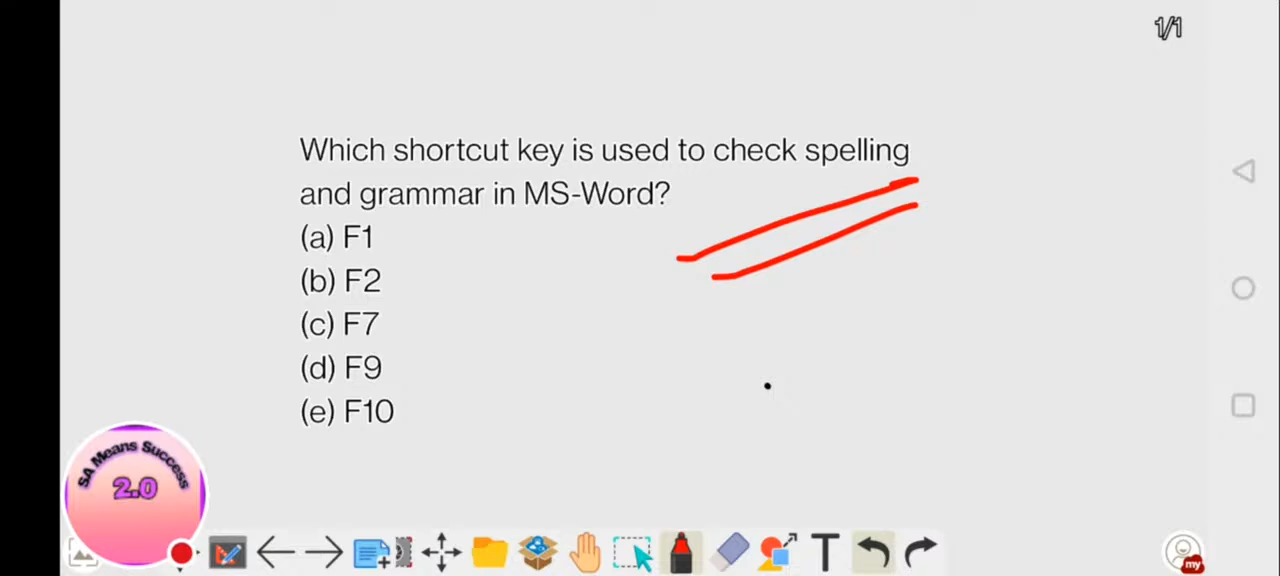 1/1
Which shortcut key is used to check spelling
and grammar in MS-Word?
(a) F1
(b) F2
(c) F7
(d) F9
(e) F10
SA Means Success
2.0
T
my